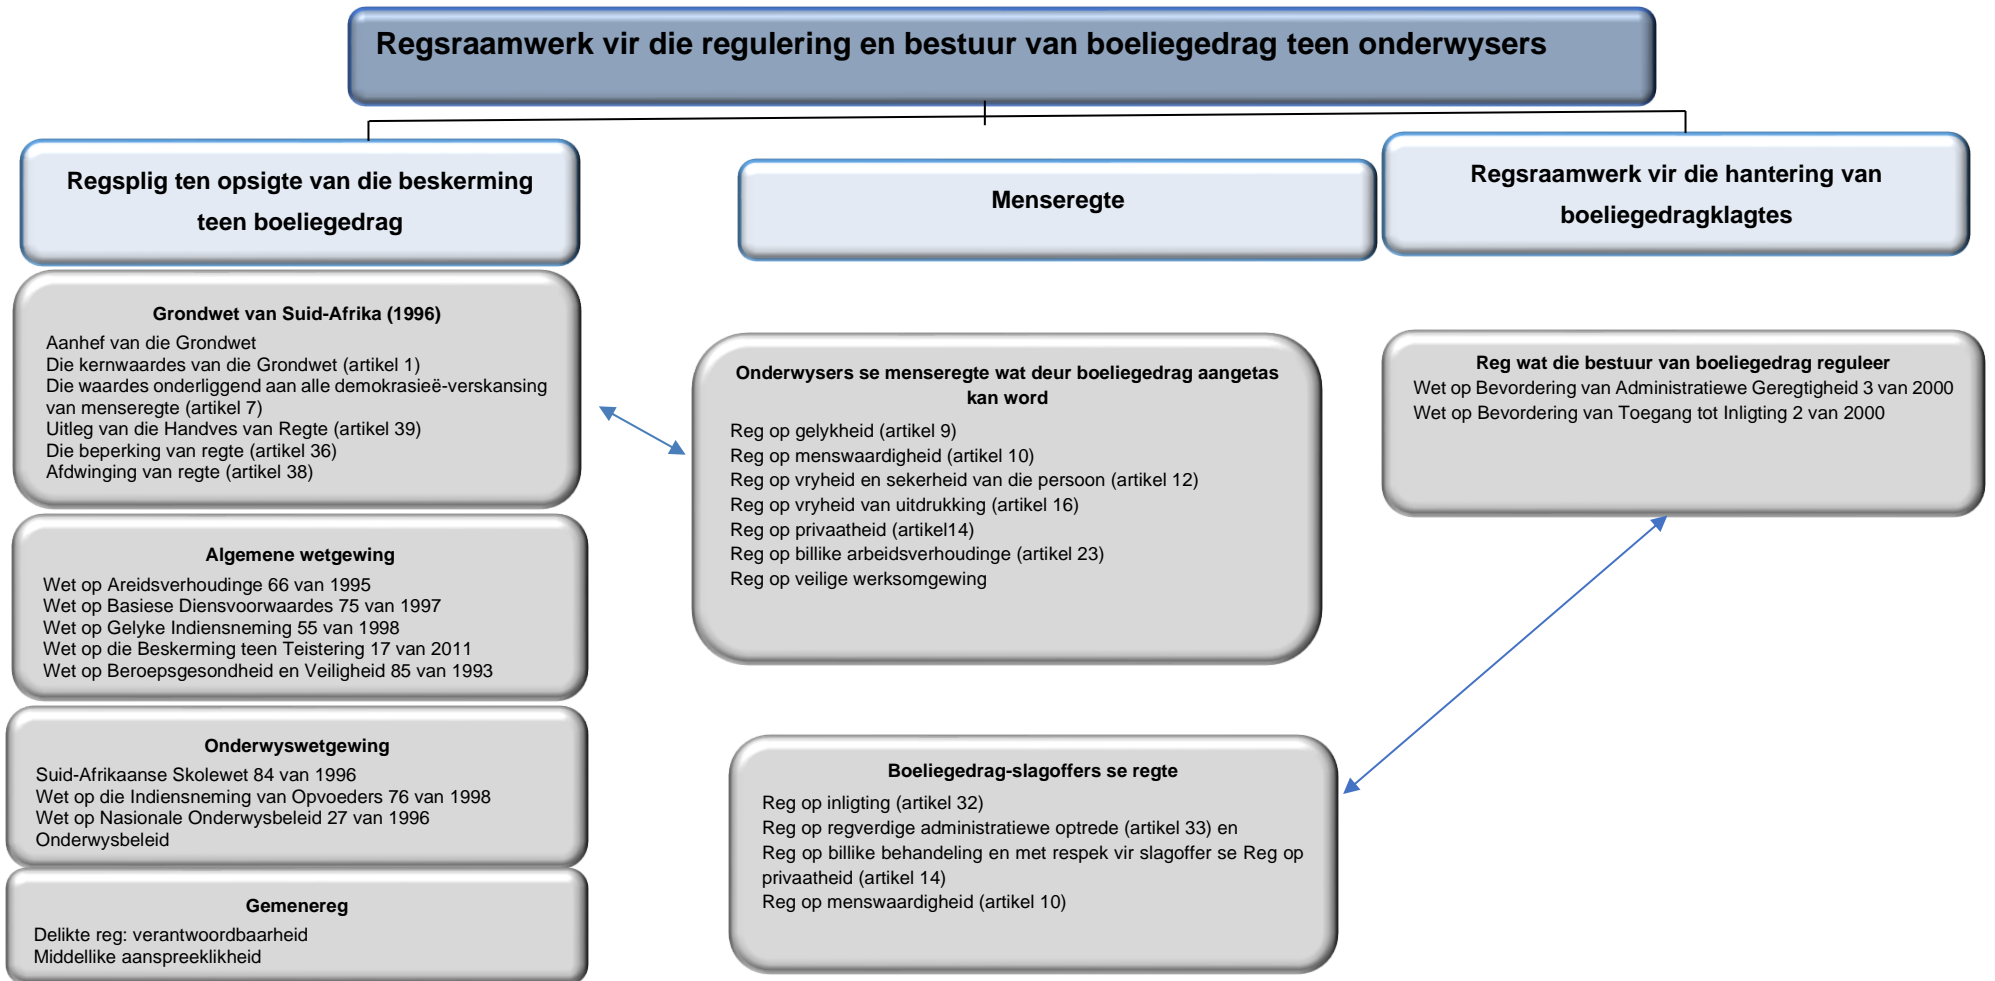 Regsraamwerk vir die regulering en bestuur van boeliegedrag teen onderwysers
Regsplig ten opsigte van die beskerming
teen boeliegedrag
Grondwet van Suid-Afrika (1996)
Aanhef van die Grondwet
Die kernwaardes van die Grondwet (artikel 1)
Die waardes onderliggend aan alle demokrasieë-verskansing
van menseregte (artikel 7)
Uitleg van die Handves van Regte (artikel 39)
Die beperking van regte (artikel 36)
Afdwinging van regte (artikel 38)
Algemene wetgewing
Wet op Areidsverhoudinge 66 van 1995
Wet op Basiese Diensvoorwaardes 75 van 1997
Wet op Gelyke Indiensneming 55 van 1998
Wet op die Beskerming teen Teistering 17 van 2011
Wet op Beroepsgesondheid en Veiligheid 85 van 1993
Onderwyswetgewing
Suid-Afrikaanse Skolewet 84 van 1996
Wet op die Indiensneming van Opvoeders 76 van 1998
Wet op Nasionale Onderwysbeleid 27 van 1996
Onderwysbeleid
Gemenereg
Delikte reg: verantwoordbaarheid
Middellike aanspreeklikheid
Menseregte
Onderwysers se menseregte wat deur boeliegedrag aangetas
kan word
Reg op gelykheid (artikel 9)
Reg op menswaardigheid (artikel 10)
Reg op vryheid en sekerheid van die persoon (artikel 12)
Reg op vryheid van uitdrukking (artikel 16)
Reg op privaatheid (artikel14)
Reg op billike arbeidsverhoudinge (artikel 23)
Reg op veilige werksomgewing
Boeliegedrag-slagoffers se regte
Reg op inligting (artikel 32)
Reg op regverdige administratiewe optrede (artikel 33) en
Reg op billike behandeling en met respek vir slagoffer se Reg op
privaatheid (artikel 14)
Reg op menswaardigheid (artikel 10)
Regsraamwerk vir die hantering van
boeliegedragklagtes
Reg wat die bestuur van boeliegedrag reguleer
Wet op Bevordering van Administratiewe Geregtigheid 3 van 2000
Wet op Bevordering van Toegang tot Inligting 2 van 2000